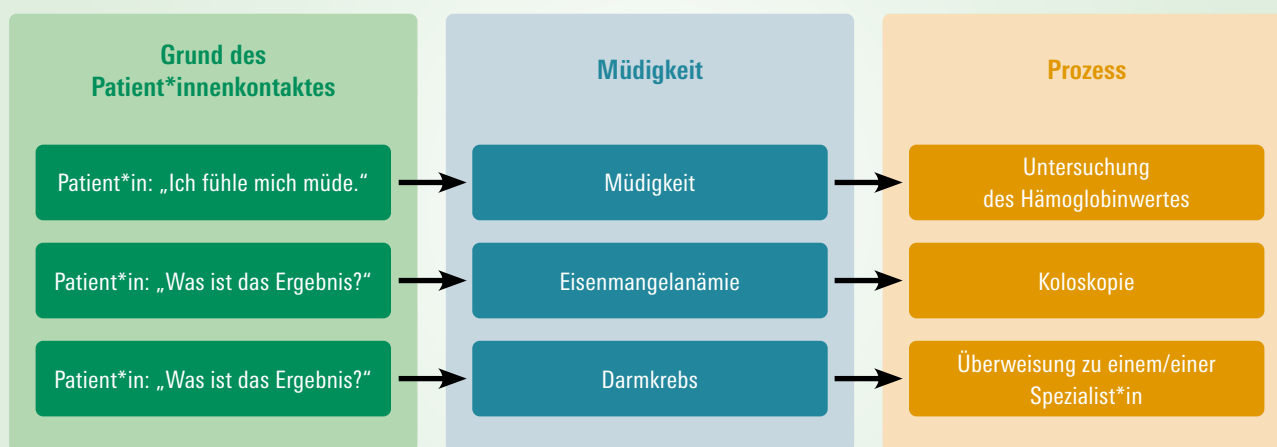 Grund des
Patient*innenkontaktes
Müdigkeit
Prozess
Patient*in: „Ich fühle mich müde.“
Müdigkeit
Untersuchung
des Hämoglobinwertes
Patient*in: „Was ist das Ergebnis?“
Eisenmangelanämie
Koloskopie
Patient*in: „Was ist das Ergebnis?“
Darmkrebs
Überweisung zu einem/einer
Spezialist*in